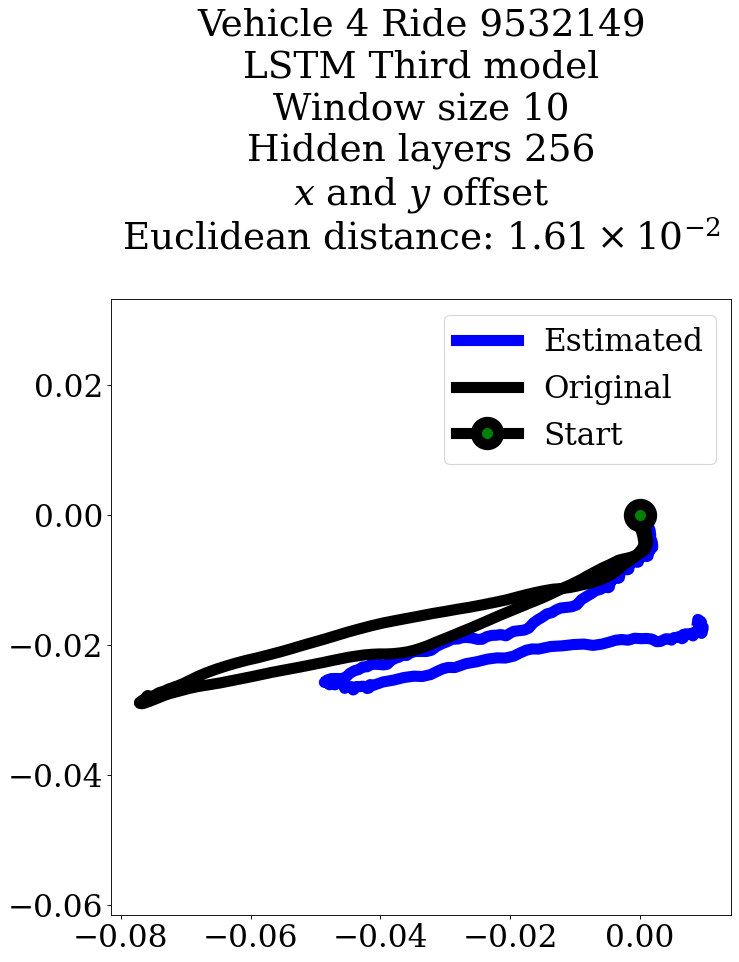 Vehicle 4 Ride 9532149
LSTM Third model
Window size 10
Hidden layers 256
x and y offset
Euclidean distance: 1.61 × 10⁻²
Estimated
Original
Start
0.02
0.00
−0.02
−0.04
−0.06
−0.08 −0.06 −0.04 −0.02 0.00